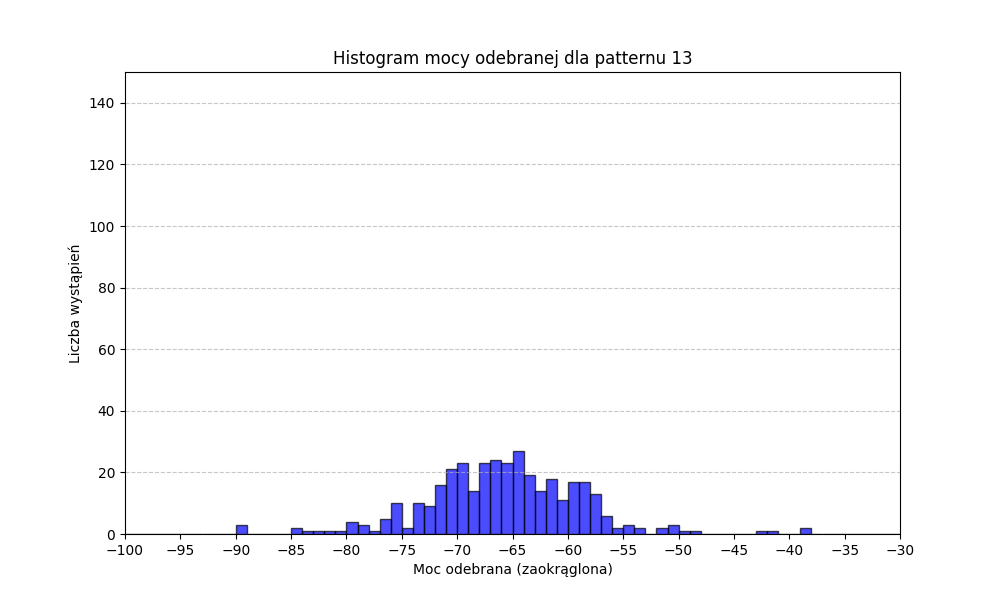 Histogram mocy odebranej dla patternu 13
Liczba wystąpień
140
120
100
80
60
40
20
0
−100 −95 −90 −85 −80 −75 −70 −65 −60 −55 −50 −45 −40 −35 −30
Moc odebrana (zaokrąglona)